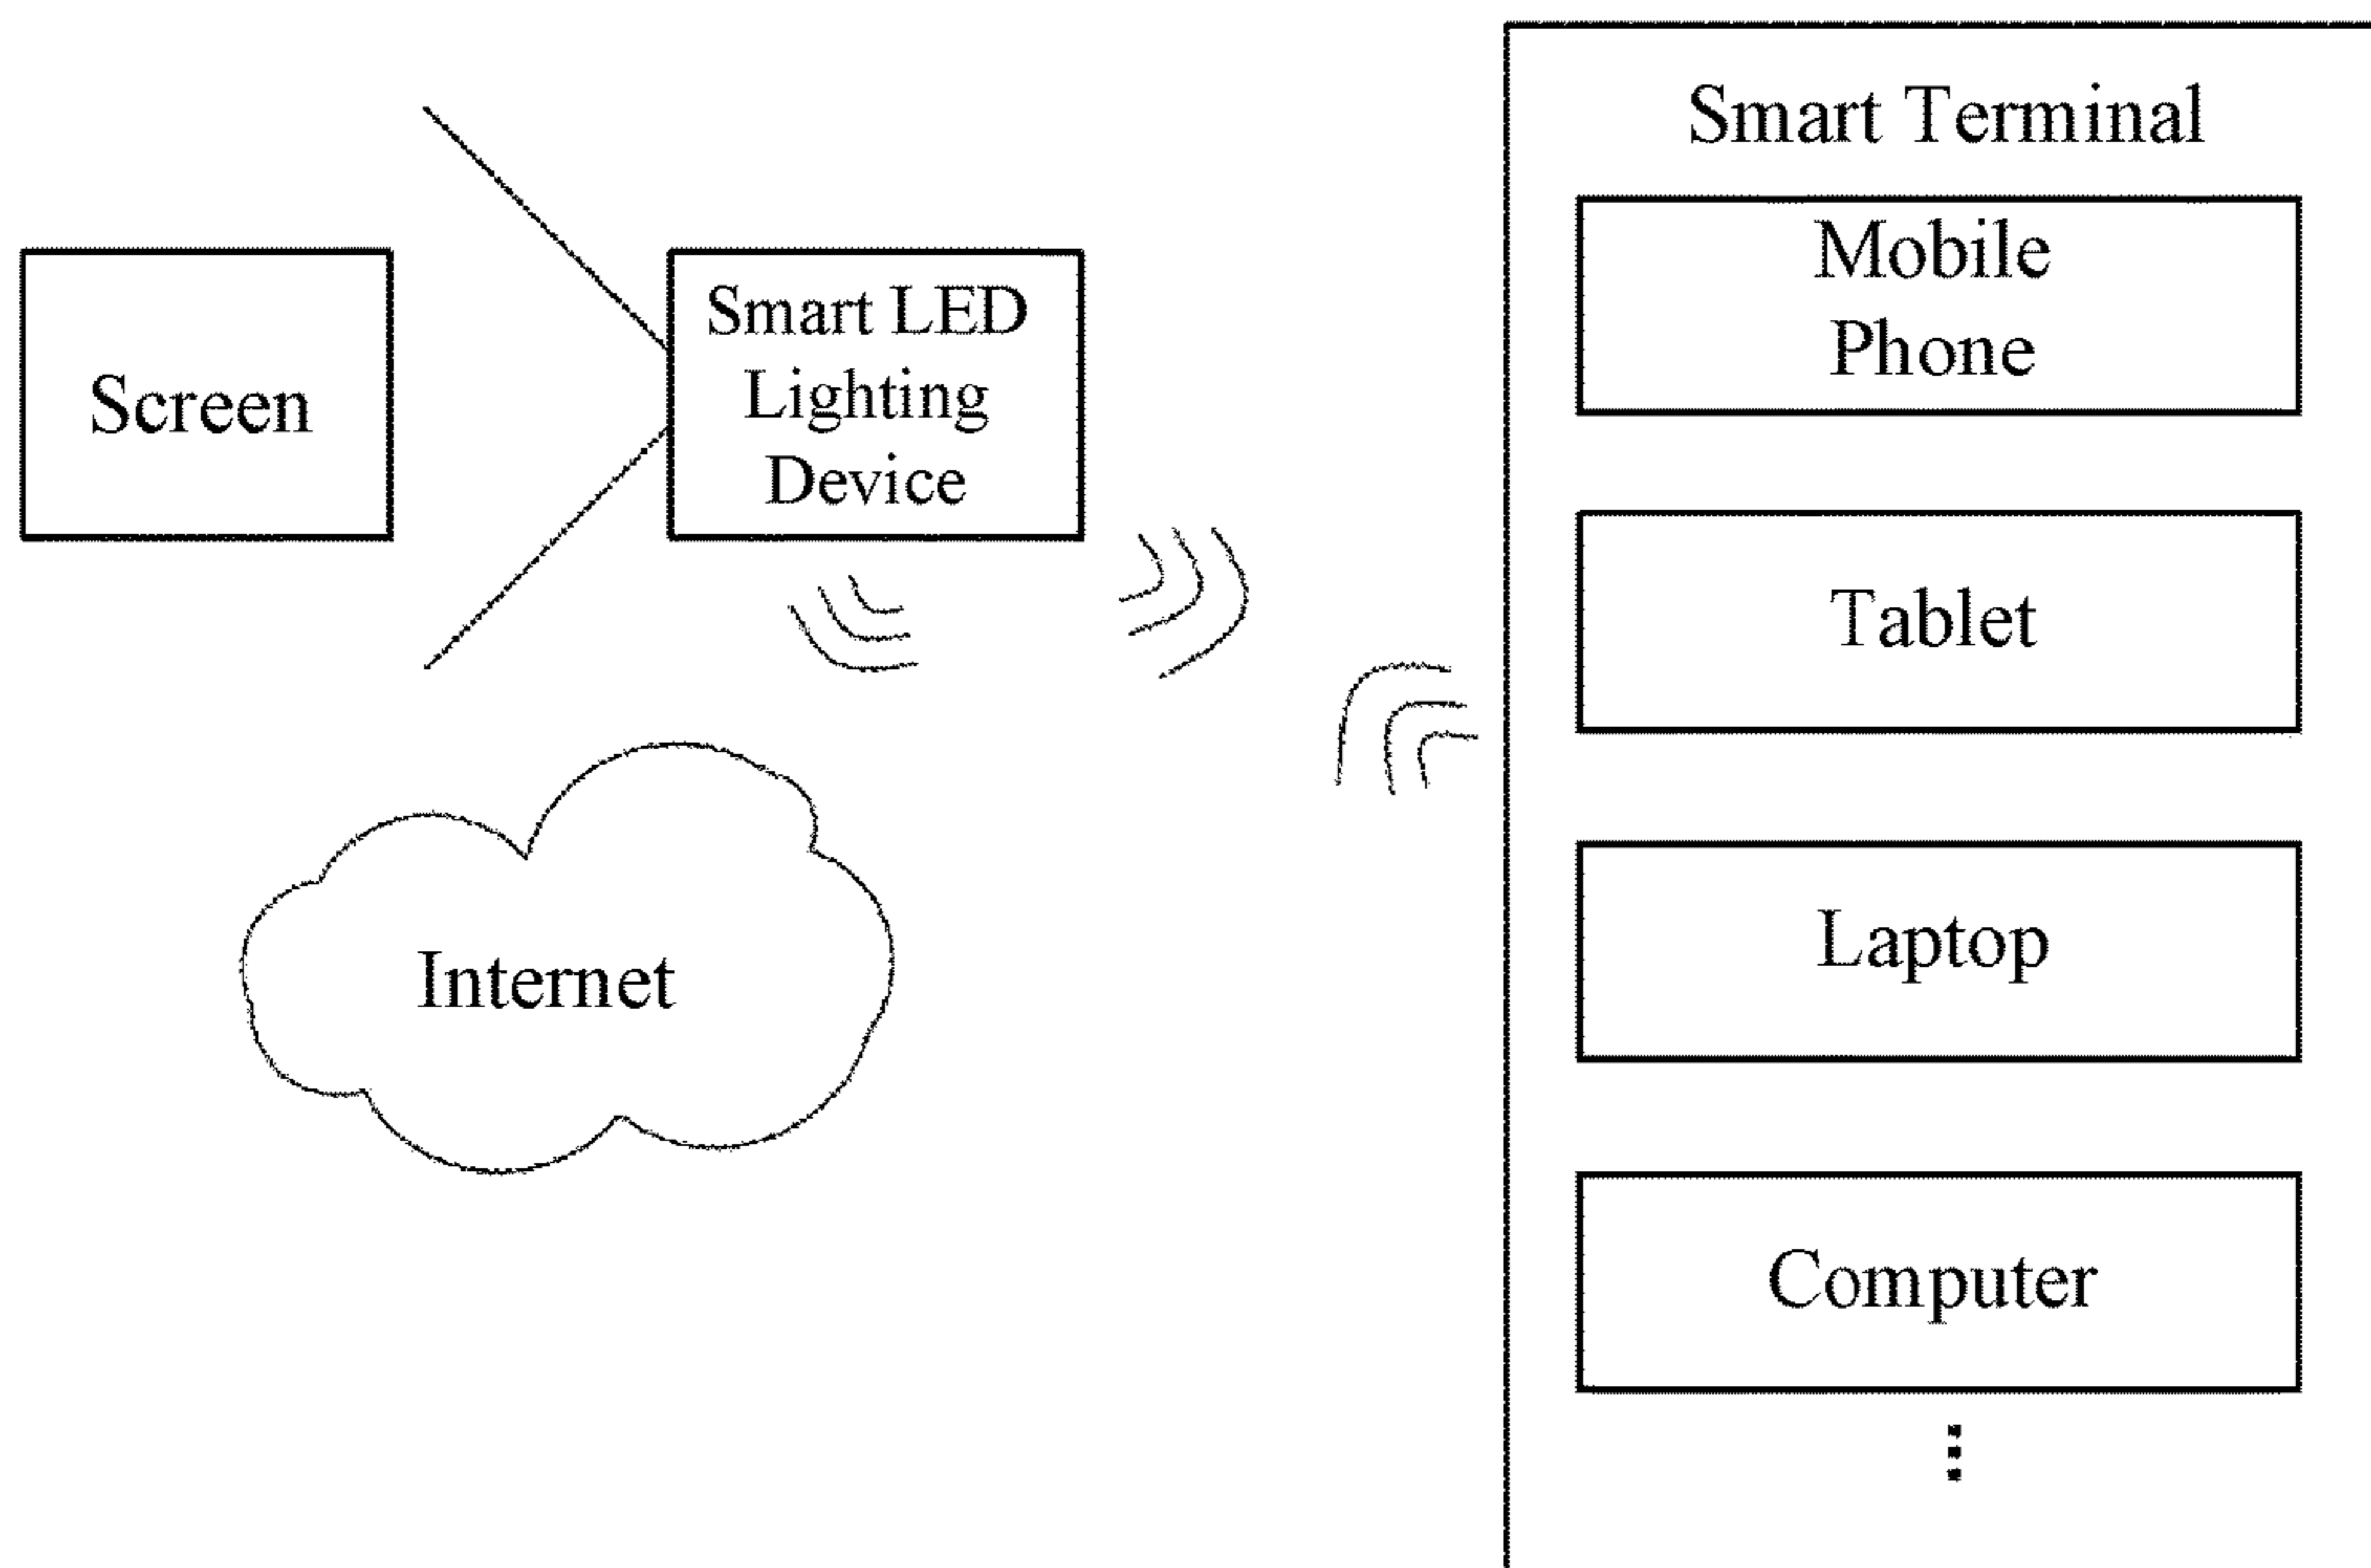 Screen
Smart LED
Lighting
Device
Internet
Smart Terminal
Mobile
Phone
Tablet
Laptop
Computer